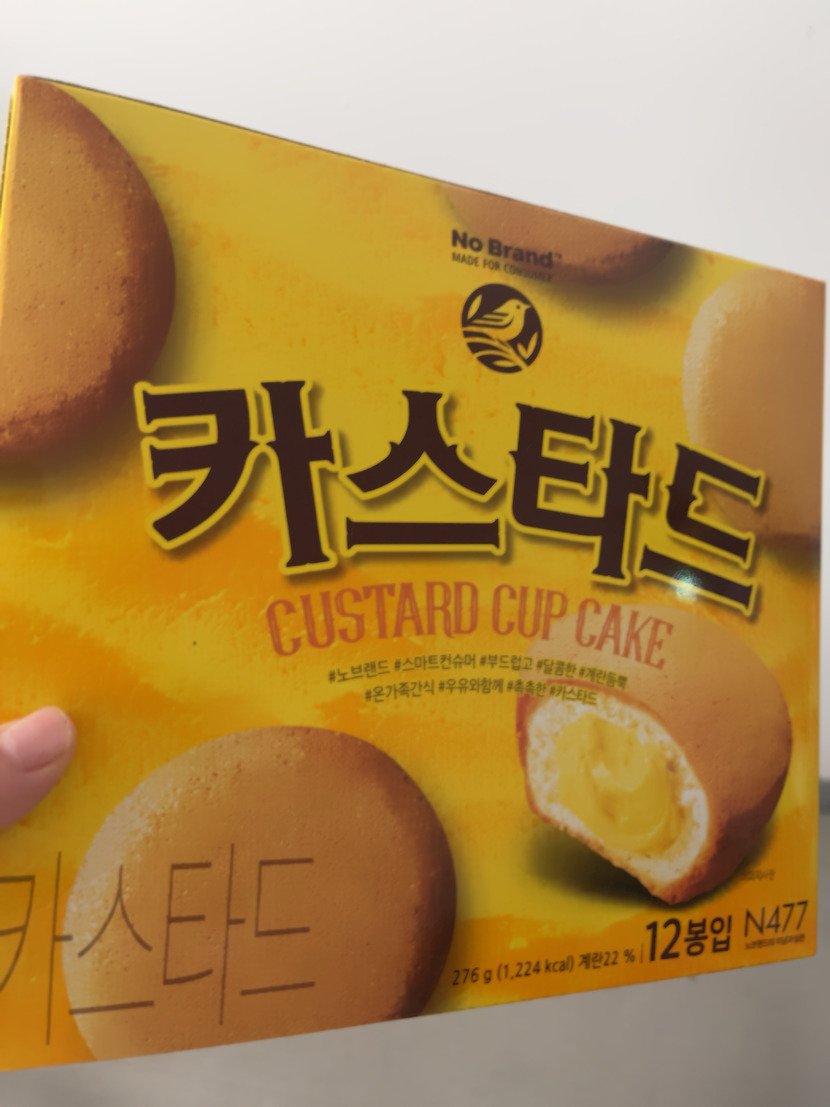 No Brand™
MADE FOR CONSUMER
카스타드
CUSTARD CUP CAKE
#노브랜드 #스마트컨슈머 #부드럽고 #달콤한 #계란듬뿍
#온가족간식 #우유와함께 #촉촉한 #카스타드
카스타드
276 g (1,224 kcal) 계란22 % 12봉입 N477